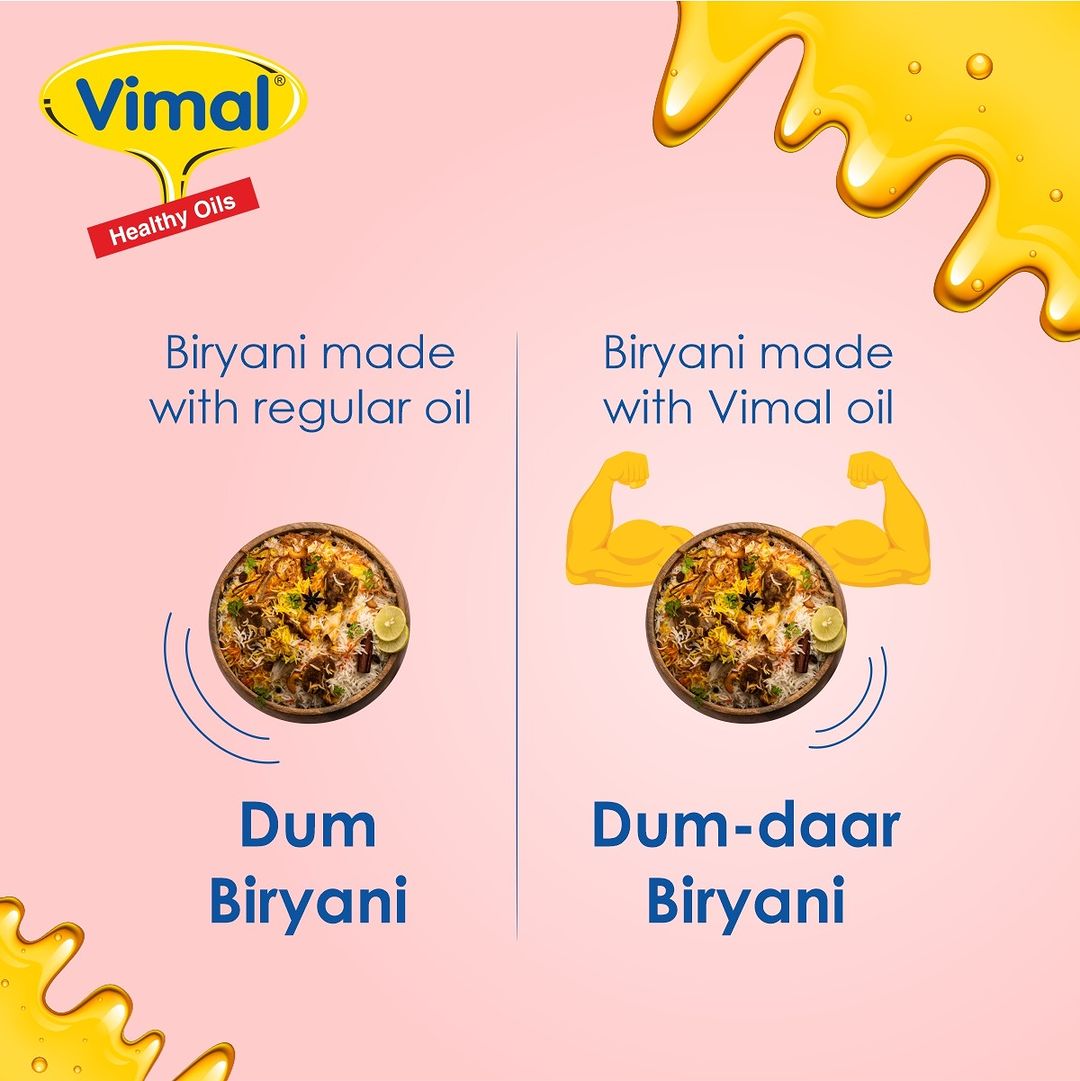 Vimal®
Healthy Oils
Biryani made
with regular oil
Biryani made
with Vimal oil
Dum
Biryani
Dum-daar
Biryani